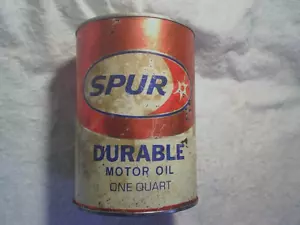 SPUR
DURABLE
MOTOR OIL
ONE QUART